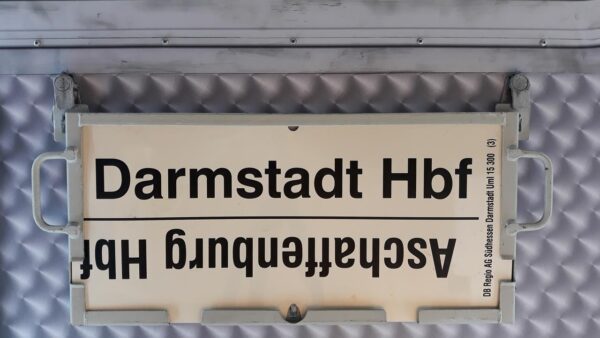 Darmstadt Hbf
Aschaffenburg Hbf
DB Regio AG Südhessen Darmstadt Uml 15 300 (3)